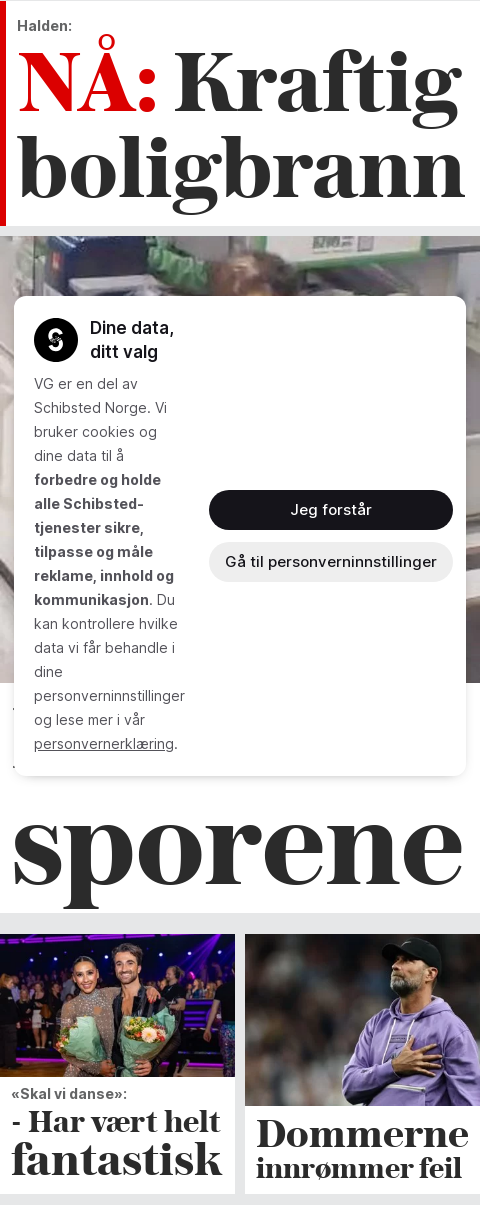 Halden:
NÅ: Kraftig
boligbrann
Dine data,
ditt valg
VG er en del av
Schibsted Norge. Vi
bruker cookies og
dine data til å
forbedre og holde
alle Schibsted-
tjenester sikre,
tilpasse og måle
reklame, innhold og
kommunikasjon. Du
kan kontrollere hvilke
data vi får behandle i
dine
personverninnstillinger
og lese mer i vår
personvernerklæring.
Jeg forstår
Gå til personverninnstillinger
sporene
«Skal vi danse»:
- Har vært helt
fantastisk
Dommerne
innrømmer feil